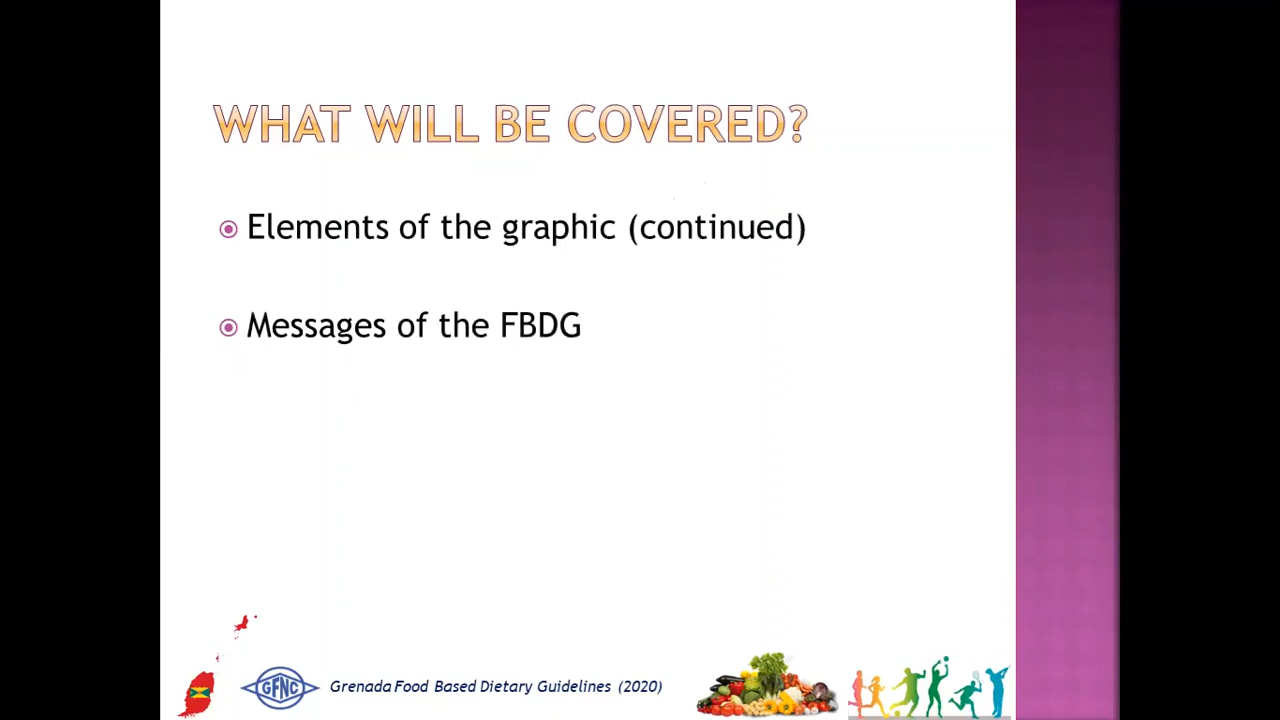 WHAT WILL BE COVERED?
Elements of the graphic (continued)
Messages of the FBDG
GFNC
Grenada Food Based Dietary Guidelines (2020)